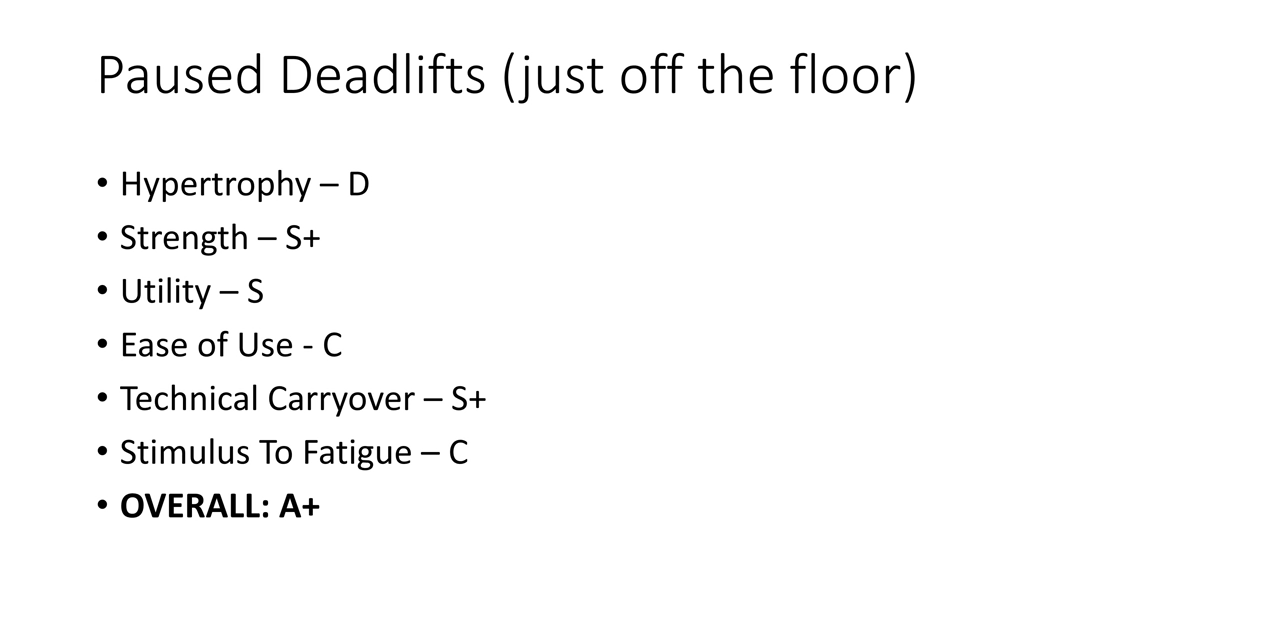 Paused Deadlifts (just off the floor)
• Hypertrophy – D
• Strength – S+
• Utility – S
• Ease of Use - C
• Technical Carryover – S+
• Stimulus To Fatigue – C
• OVERALL: A+